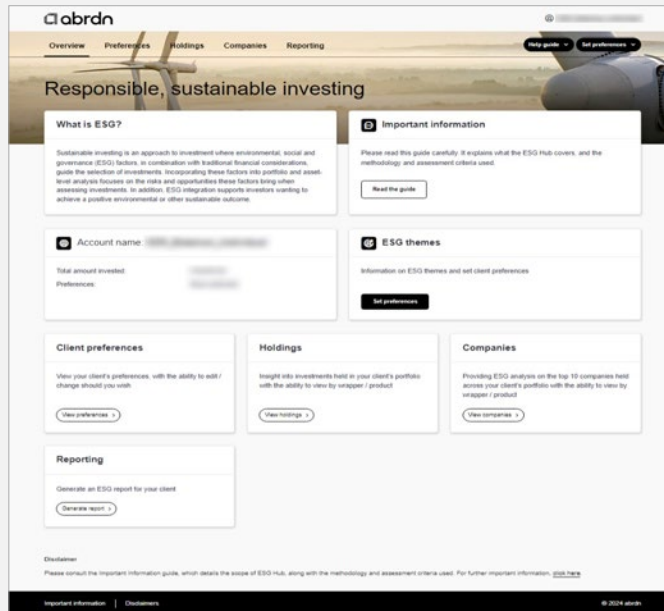 abrdn
Overview Preferences Holdings Companies Reporting
Help guide Set preferences
Responsible, sustainable investing
What is ESG?
Sustainable investing is an approach to investment where environmental, social and
governance (ESG) factors, in combination with traditional financial considerations,
guide the selection of investments. Incorporating these factors into portfolio and asset-
level analysis focuses on the risks and opportunities these factors bring when
assessing investments. In addition, ESG integration supports investors wanting to
achieve a positive environmental or other sustainable outcome.
Important information
Please read this guide carefully. It explains what the ESG Hub covers, and the
methodology and assessment criteria used.
Read the guide
Account name:
Total amount invested:
Preferences:
ESG themes
Information on ESG themes and set client preferences
Set preferences
Client preferences
View your client's preferences, with the ability to edit /
change should you wish
View preferences
Holdings
Insight into investments held in your client's portfolio
with the ability to view by wrapper / product
View holdings
Companies
Providing ESG analysis on the top 10 companies held
across your client's portfolio with the ability to view by
wrapper / product
View companies
Reporting
Generate an ESG report for your client
Generate report
Disclaimer
Please consult the Important Information guide, which details the scope of ESG Hub, along with the methodology and assessment criteria used. For further important information, click here.
Important information | Disclaimers © 2024 abrdn